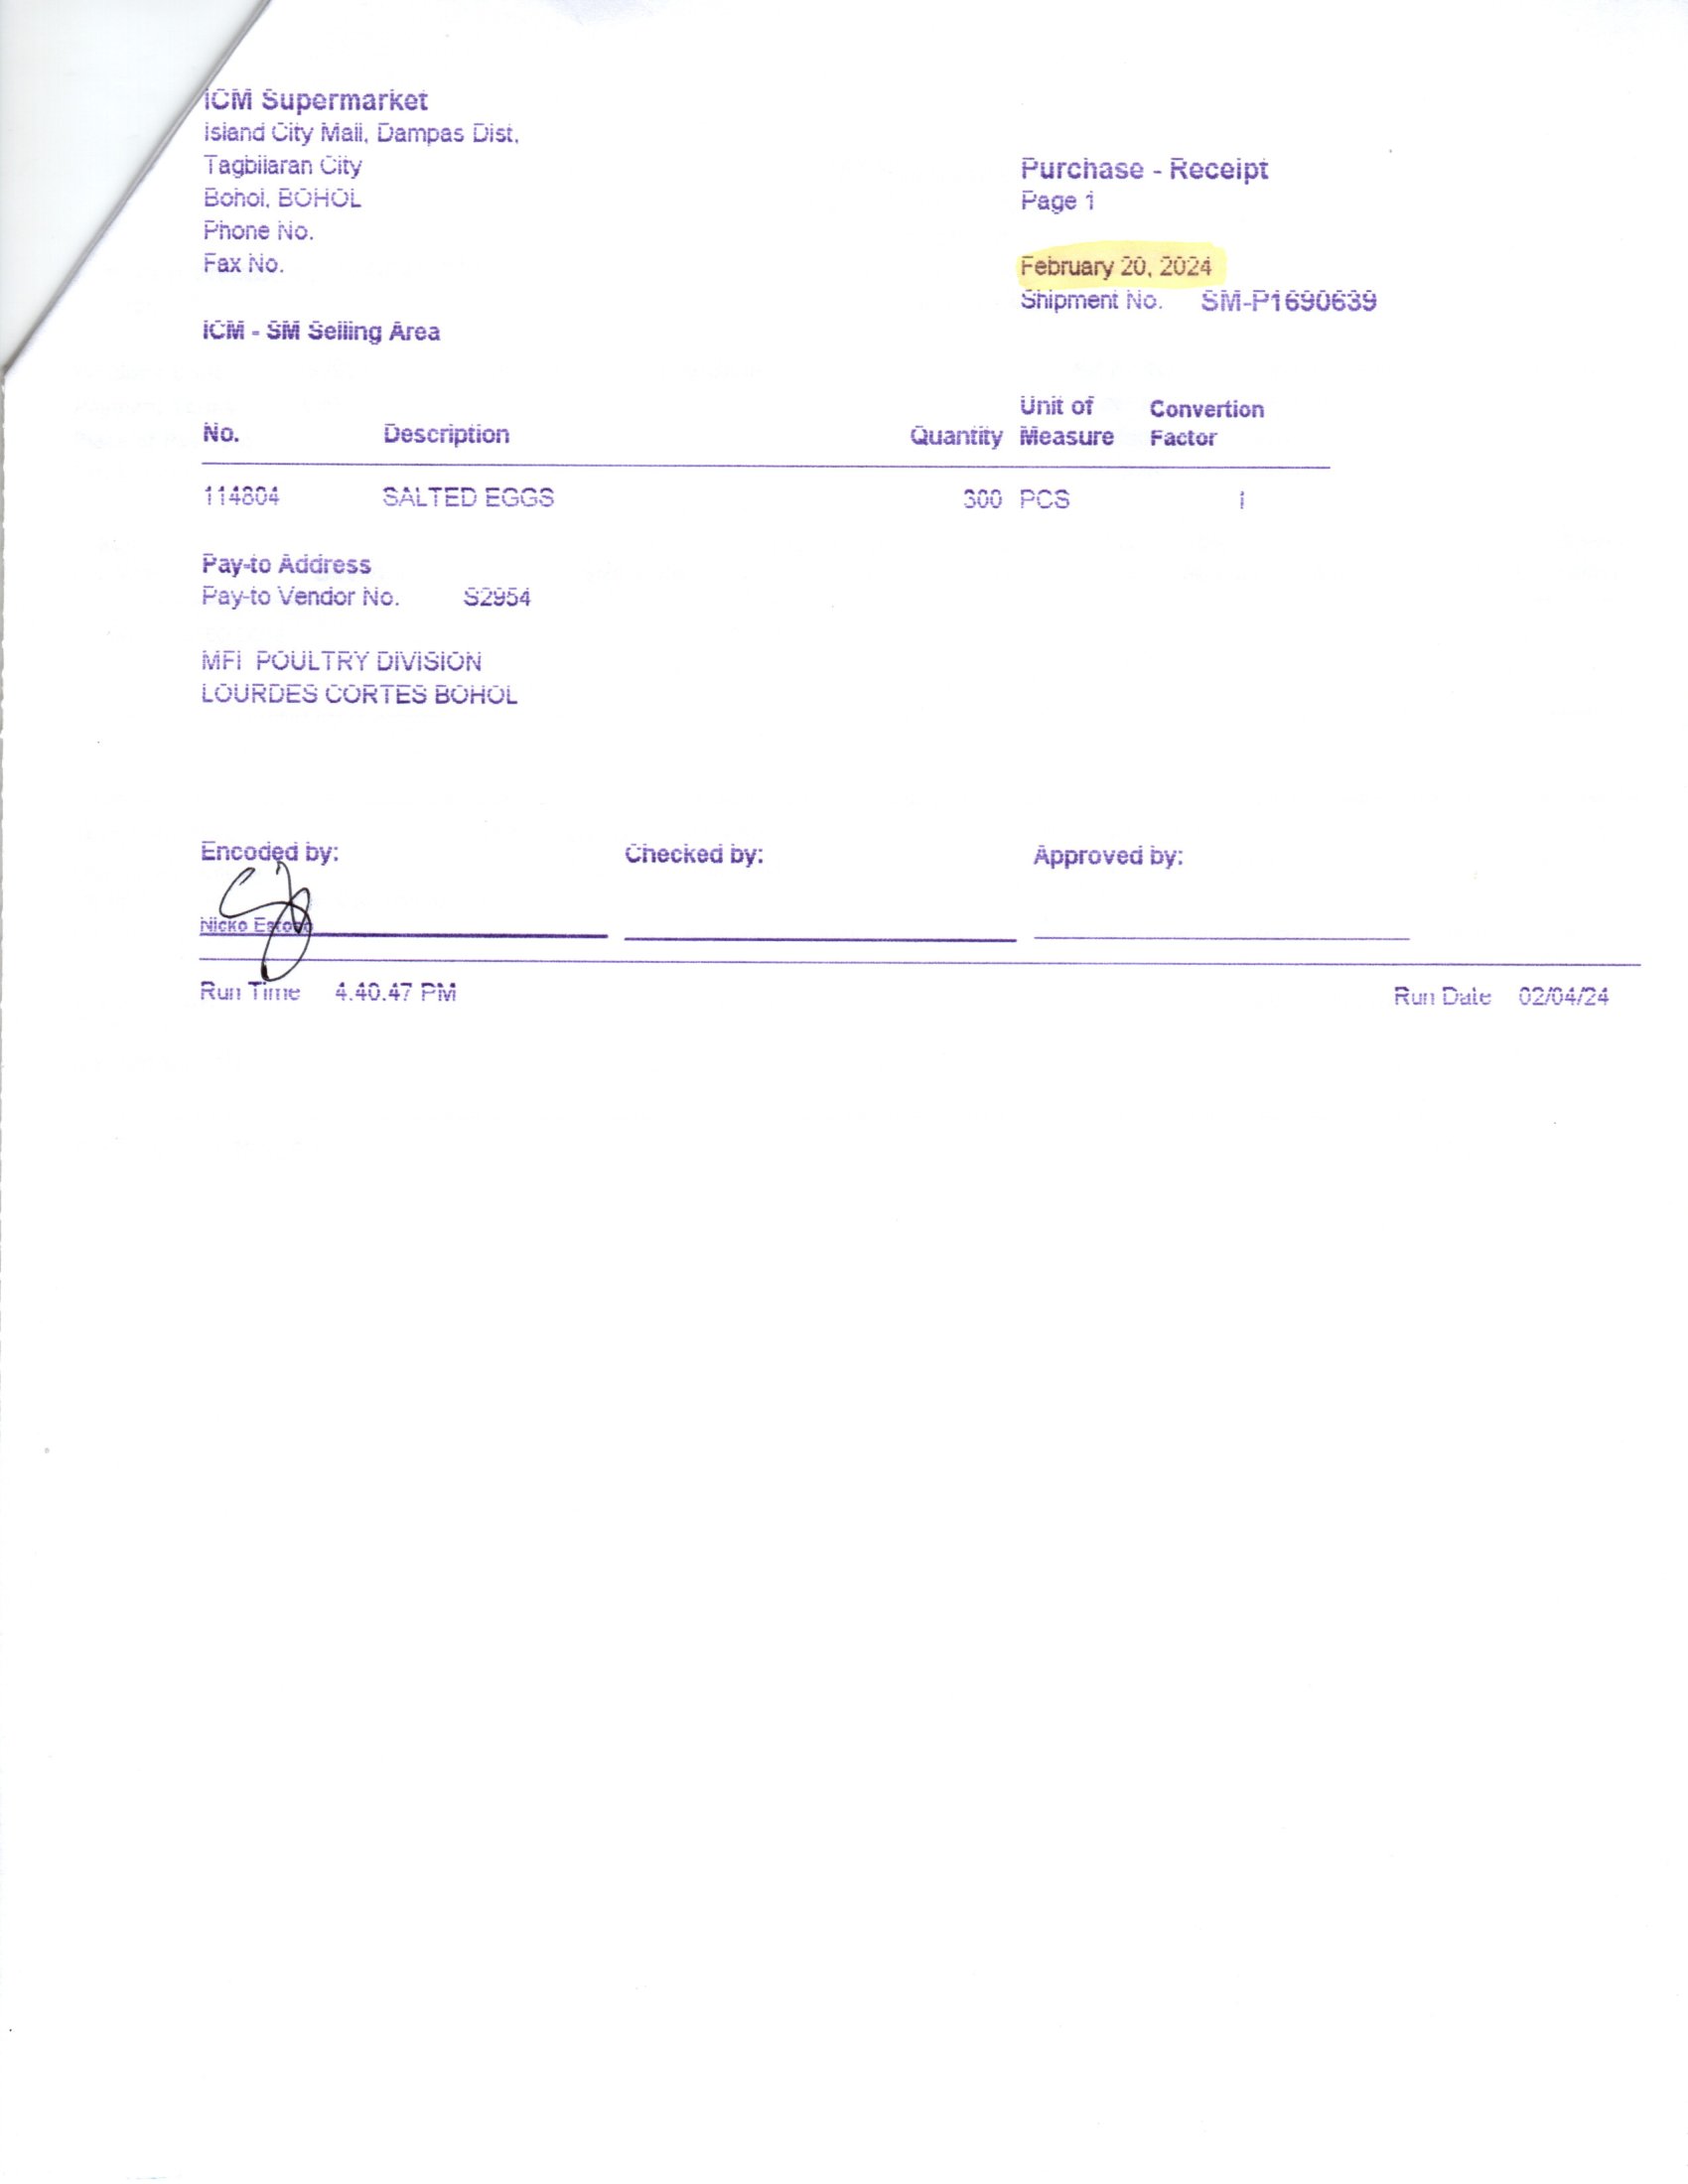 ICM Supermarket
Island City Mall, Dampas Dist.
Tagbilaran City
Bohol, BOHOL
Phone No.
Fax No.
Purchase - Receipt
Page 1
February 20, 2024
Shipment No. SM-P1690639
ICM - SM Selling Area
No. Description Quantity Unit of Measure Convertion Factor
114804 SALTED EGGS 300 PCS 1
Pay-to Address
Pay-to Vendor No. S2954
MFI POULTRY DIVISION
LOURDES CORTES BOHOL
Encoded by: Checked by: Approved by:
Nicko
Run Time 4.40.47 PM Run Date 02/04/24